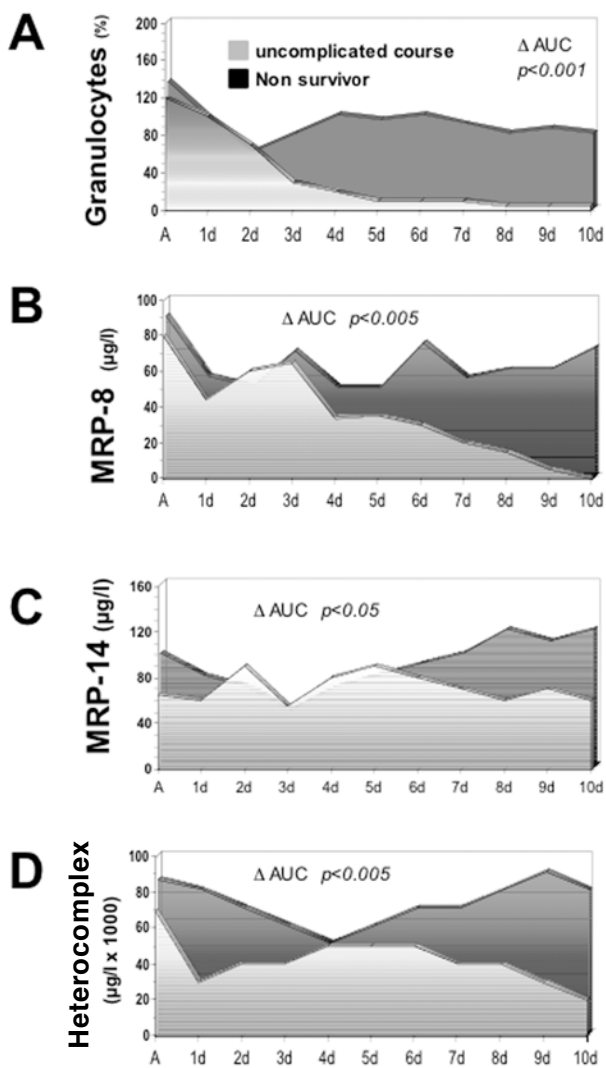 A
Granulocytes (%)
200
160
120
80
40
0
uncomplicated course
Non survivor
Δ AUC
p<0.001
A 1d 2d 3d 4d 5d 6d 7d 8d 9d 10d
B
MRP-8 (µg/l)
100
80
60
40
20
0
Δ AUC p<0.005
A 1d 2d 3d 4d 5d 6d 7d 8d 9d 10d
C
MRP-14 (µg/l)
160
120
80
40
0
Δ AUC p<0.05
A 1d 2d 3d 4d 5d 6d 7d 8d 9d 10d
D
Heterocomplex
(µg/l x 1000)
100
80
60
40
20
0
Δ AUC p<0.005
A 1d 2d 3d 4d 5d 6d 7d 8d 9d 10d